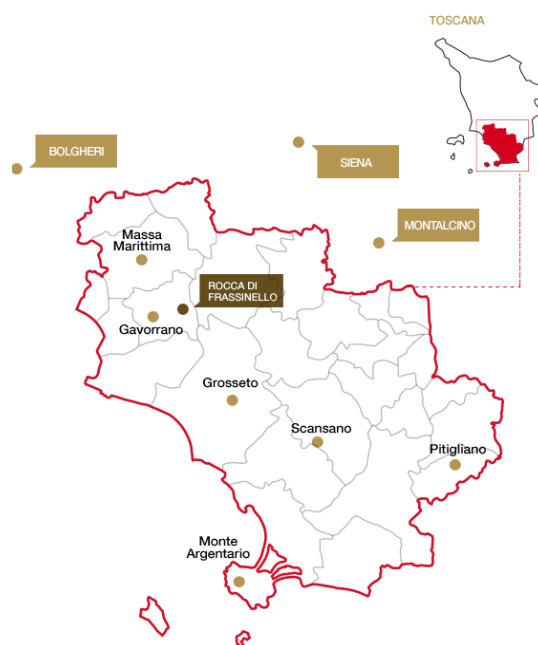 TOSCANA
BOLGHERI
SIENA
MONTALCINO
Massa
Marittima
ROCCA DI
FRASSINELLO
Gavorrano
Grosseto
Scansano
Pitigliano
Monte
Argentario